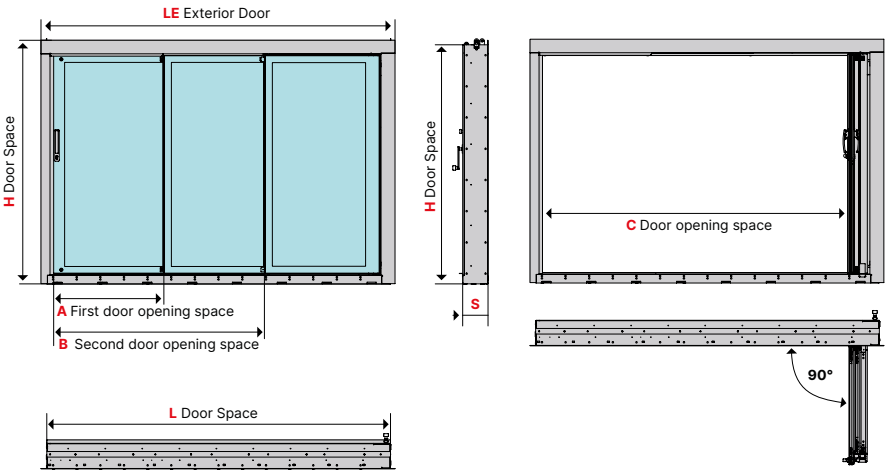 LE Exterior Door
H Door Space
H Door Space
C Door opening space
A First door opening space
S
B Second door opening space
90°
L Door Space